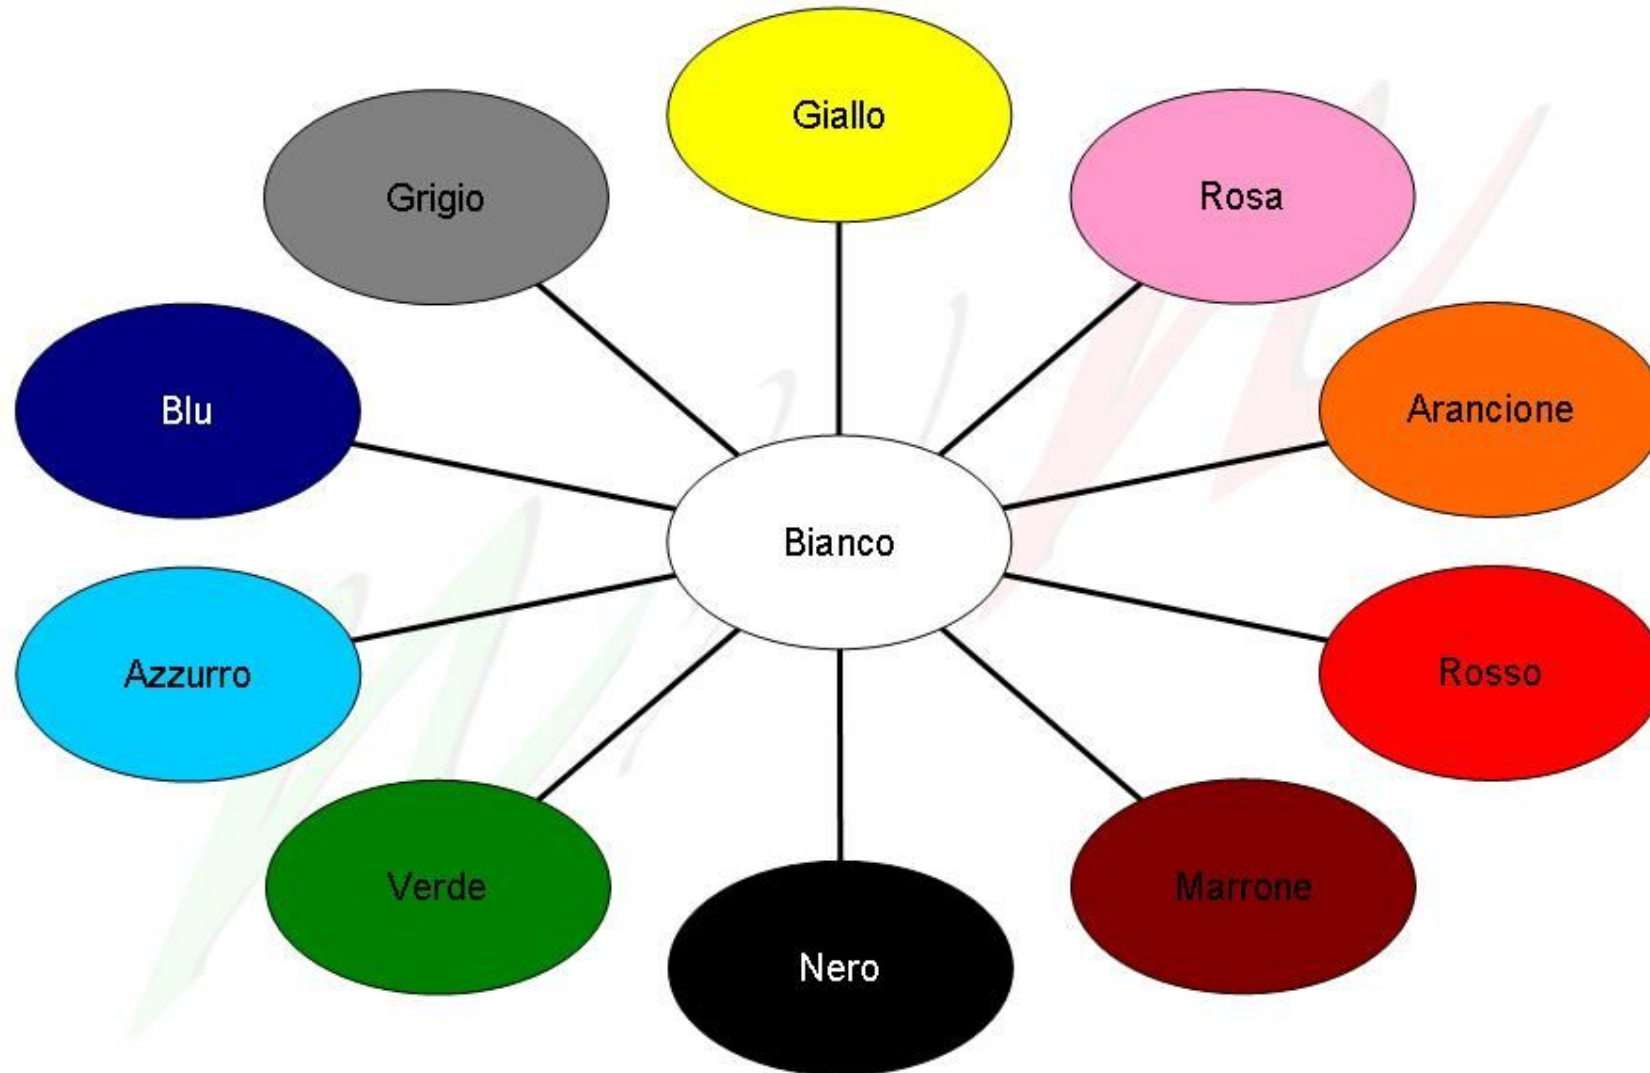 Giallo
Grigio
Rosa
Blu
Arancione
Bianco
Azzurro
Rosso
Verde
Marrone
Nero